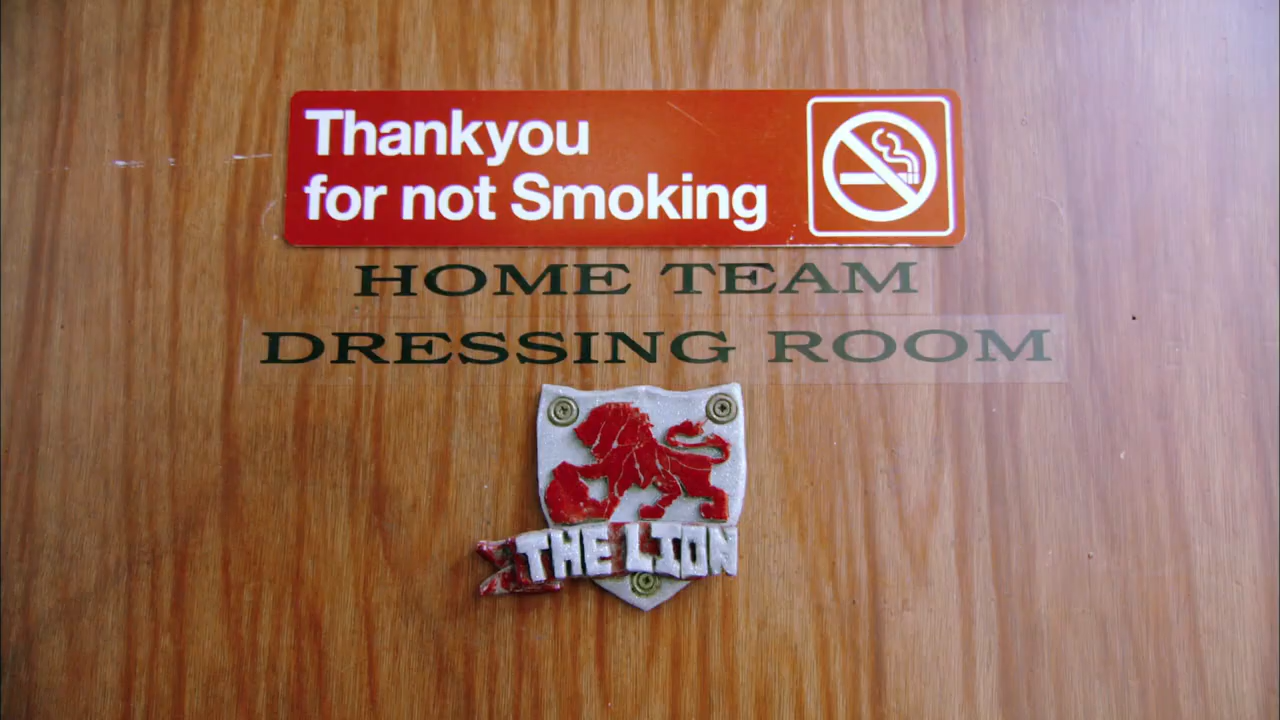 Thankyou
for not Smoking
HOME TEAM
DRESSING ROOM
THE LION